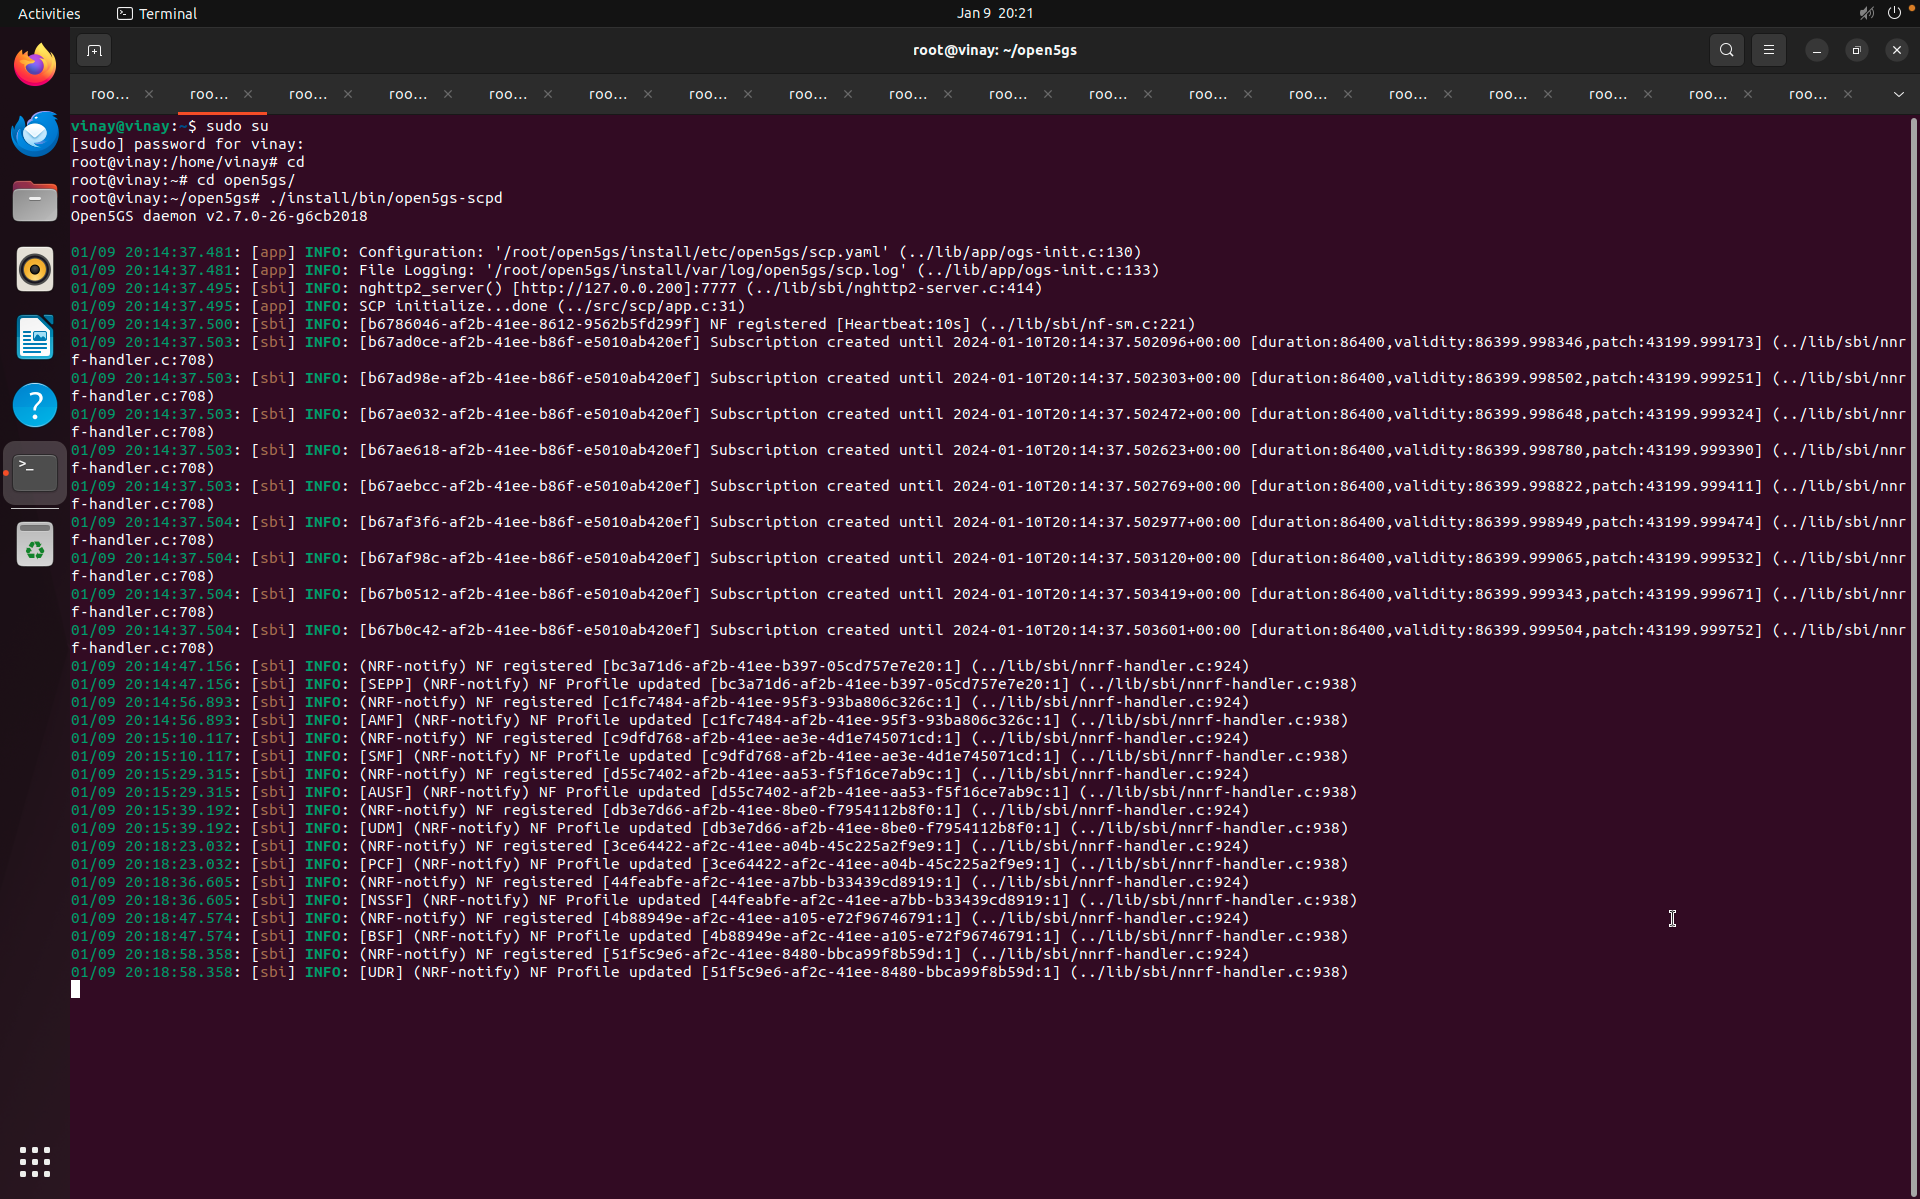 Activities
Terminal
Jan 9 20:21
root@vinay: ~/open5gs
roo... roo... roo... roo... roo... roo... roo... roo... roo... roo... roo... roo... roo... roo... roo... roo... roo... roo...
vinay@vinay:~$ sudo su
[sudo] password for vinay:
root@vinay:/home/vinay# cd
root@vinay:~# cd open5gs/
root@vinay:~/open5gs# ./install/bin/open5gs-scpd
Open5GS daemon v2.7.0-26-g6cb2018
01/09 20:14:37.481: [app] INFO: Configuration: '/root/open5gs/install/etc/open5gs/scp.yaml' (../lib/app/ogs-init.c:130)
01/09 20:14:37.481: [app] INFO: File Logging: '/root/open5gs/install/var/log/open5gs/scp.log' (../lib/app/ogs-init.c:133)
01/09 20:14:37.495: [sbi] INFO: nghttp2_server() [http://127.0.0.200]:7777 (../lib/sbi/nghttp2-server.c:414)
01/09 20:14:37.495: [app] INFO: SCP initialize...done (../src/scp/app.c:31)
01/09 20:14:37.500: [sbi] INFO: [b6786046-af2b-41ee-8612-9562b5fd299f] NF registered [Heartbeat:10s] (../lib/sbi/nf-sm.c:221)
01/09 20:14:37.503: [sbi] INFO: [b67ad0ce-af2b-41ee-b86f-e5010ab420ef] Subscription created until 2024-01-10T20:14:37.502096+00:00 [duration:86400,validity:86399.998346,patch:43199.999173] (../lib/sbi/nnr
f-handler.c:708)
01/09 20:14:37.503: [sbi] INFO: [b67ad98e-af2b-41ee-b86f-e5010ab420ef] Subscription created until 2024-01-10T20:14:37.502303+00:00 [duration:86400,validity:86399.998502,patch:43199.999251] (../lib/sbi/nnr
f-handler.c:708)
01/09 20:14:37.503: [sbi] INFO: [b67ae032-af2b-41ee-b86f-e5010ab420ef] Subscription created until 2024-01-10T20:14:37.502472+00:00 [duration:86400,validity:86399.998648,patch:43199.999324] (../lib/sbi/nnr
f-handler.c:708)
01/09 20:14:37.503: [sbi] INFO: [b67ae618-af2b-41ee-b86f-e5010ab420ef] Subscription created until 2024-01-10T20:14:37.502623+00:00 [duration:86400,validity:86399.998780,patch:43199.999390] (../lib/sbi/nnr
f-handler.c:708)
01/09 20:14:37.503: [sbi] INFO: [b67aebcc-af2b-41ee-b86f-e5010ab420ef] Subscription created until 2024-01-10T20:14:37.502769+00:00 [duration:86400,validity:86399.998822,patch:43199.999411] (../lib/sbi/nnr
f-handler.c:708)
01/09 20:14:37.504: [sbi] INFO: [b67af3f6-af2b-41ee-b86f-e5010ab420ef] Subscription created until 2024-01-10T20:14:37.502977+00:00 [duration:86400,validity:86399.998949,patch:43199.999474] (../lib/sbi/nnr
f-handler.c:708)
01/09 20:14:37.504: [sbi] INFO: [b67af98c-af2b-41ee-b86f-e5010ab420ef] Subscription created until 2024-01-10T20:14:37.503120+00:00 [duration:86400,validity:86399.999065,patch:43199.999532] (../lib/sbi/nnr
f-handler.c:708)
01/09 20:14:37.504: [sbi] INFO: [b67b0512-af2b-41ee-b86f-e5010ab420ef] Subscription created until 2024-01-10T20:14:37.503419+00:00 [duration:86400,validity:86399.999343,patch:43199.999671] (../lib/sbi/nnr
f-handler.c:708)
01/09 20:14:37.504: [sbi] INFO: [b67b0c42-af2b-41ee-b86f-e5010ab420ef] Subscription created until 2024-01-10T20:14:37.503601+00:00 [duration:86400,validity:86399.999504,patch:43199.999752] (../lib/sbi/nnr
f-handler.c:708)
01/09 20:14:47.156: [sbi] INFO: (NRF-notify) NF registered [bc3a71d6-af2b-41ee-b397-05cd757e7e20:1] (../lib/sbi/nnrf-handler.c:924)
01/09 20:14:47.156: [sbi] INFO: [SEPP] (NRF-notify) NF Profile updated [bc3a71d6-af2b-41ee-b397-05cd757e7e20:1] (../lib/sbi/nnrf-handler.c:938)
01/09 20:14:56.893: [sbi] INFO: (NRF-notify) NF registered [c1fc7484-af2b-41ee-95f3-93ba806c326c:1] (../lib/sbi/nnrf-handler.c:924)
01/09 20:14:56.893: [sbi] INFO: [AMF] (NRF-notify) NF Profile updated [c1fc7484-af2b-41ee-95f3-93ba806c326c:1] (../lib/sbi/nnrf-handler.c:938)
01/09 20:15:10.117: [sbi] INFO: (NRF-notify) NF registered [c9dfd768-af2b-41ee-ae3e-4d1e745071cd:1] (../lib/sbi/nnrf-handler.c:924)
01/09 20:15:10.117: [sbi] INFO: [SMF] (NRF-notify) NF Profile updated [c9dfd768-af2b-41ee-ae3e-4d1e745071cd:1] (../lib/sbi/nnrf-handler.c:938)
01/09 20:15:29.315: [sbi] INFO: (NRF-notify) NF registered [d55c7402-af2b-41ee-aa53-f5f16ce7ab9c:1] (../lib/sbi/nnrf-handler.c:924)
01/09 20:15:29.315: [sbi] INFO: [AUSF] (NRF-notify) NF Profile updated [d55c7402-af2b-41ee-aa53-f5f16ce7ab9c:1] (../lib/sbi/nnrf-handler.c:938)
01/09 20:15:39.192: [sbi] INFO: (NRF-notify) NF registered [db3e7d66-af2b-41ee-8be0-f7954112b8f0:1] (../lib/sbi/nnrf-handler.c:924)
01/09 20:15:39.192: [sbi] INFO: [UDM] (NRF-notify) NF Profile updated [db3e7d66-af2b-41ee-8be0-f7954112b8f0:1] (../lib/sbi/nnrf-handler.c:938)
01/09 20:18:23.032: [sbi] INFO: (NRF-notify) NF registered [3ce64422-af2c-41ee-a04b-45c225a2f9e9:1] (../lib/sbi/nnrf-handler.c:924)
01/09 20:18:23.032: [sbi] INFO: [PCF] (NRF-notify) NF Profile updated [3ce64422-af2c-41ee-a04b-45c225a2f9e9:1] (../lib/sbi/nnrf-handler.c:938)
01/09 20:18:36.605: [sbi] INFO: (NRF-notify) NF registered [44feabfe-af2c-41ee-a7bb-b33439cd8919:1] (../lib/sbi/nnrf-handler.c:924)
01/09 20:18:36.605: [sbi] INFO: [NSSF] (NRF-notify) NF Profile updated [44feabfe-af2c-41ee-a7bb-b33439cd8919:1] (../lib/sbi/nnrf-handler.c:938)
01/09 20:18:47.574: [sbi] INFO: (NRF-notify) NF registered [4b88949e-af2c-41ee-a105-e72f96746791:1] (../lib/sbi/nnrf-handler.c:924)
01/09 20:18:47.574: [sbi] INFO: [BSF] (NRF-notify) NF Profile updated [4b88949e-af2c-41ee-a105-e72f96746791:1] (../lib/sbi/nnrf-handler.c:938)
01/09 20:18:58.358: [sbi] INFO: (NRF-notify) NF registered [51f5c9e6-af2c-41ee-8480-bbca99f8b59d:1] (../lib/sbi/nnrf-handler.c:924)
01/09 20:18:58.358: [sbi] INFO: [UDR] (NRF-notify) NF Profile updated [51f5c9e6-af2c-41ee-8480-bbca99f8b59d:1] (../lib/sbi/nnrf-handler.c:938)